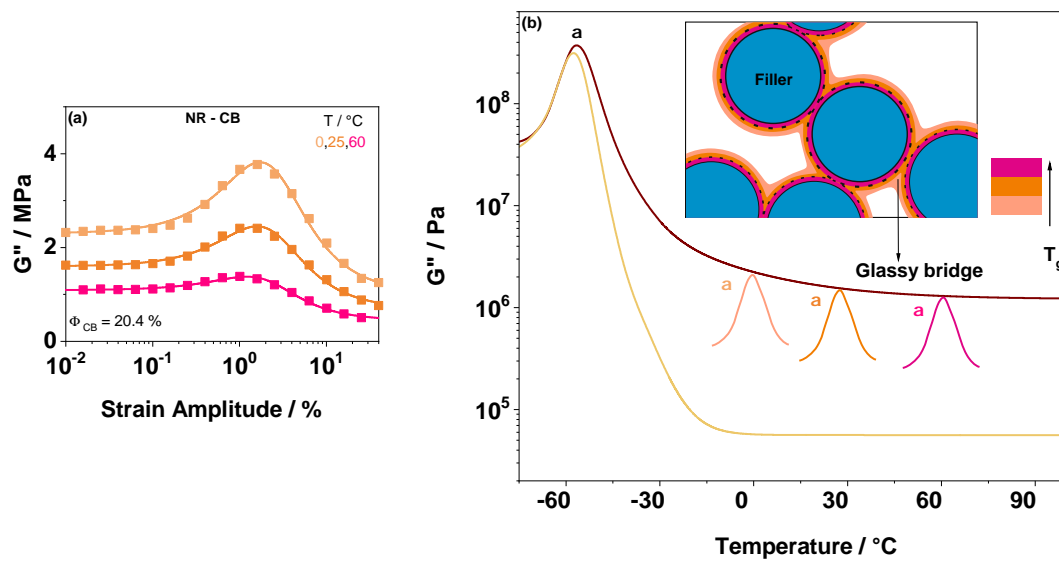 (a)
NR - CB
T / °C
0,25,60
4
2
0
G" / MPa
Φ CB = 20.4 %
10-2
10-1
100
101
Strain Amplitude / %
(b)
a
Filler
Glassy bridge
Tg
108
107
106
105
G" / Pa
a
a
a
-60
-30
0
30
60
90
Temperature / °C